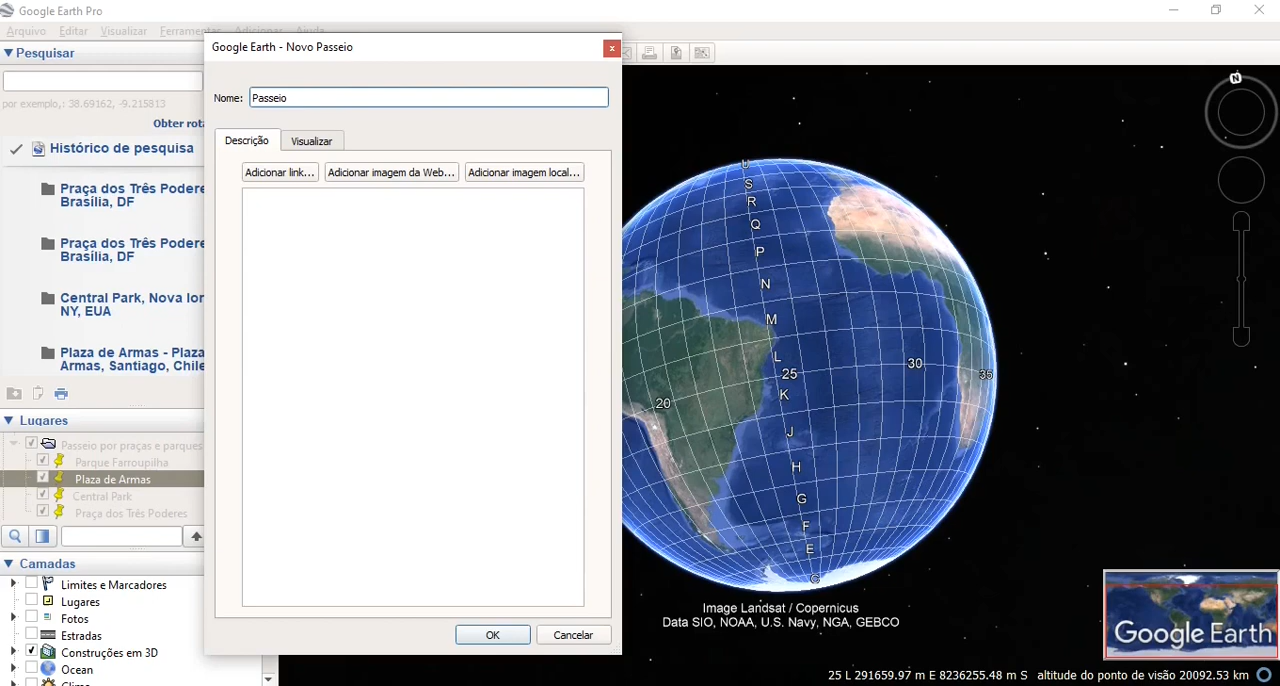 Google Earth Pro
Arquivo Editar Visualizar Ferramentas Adicionar Ajuda
Pesquisar
por exemplo,: 38.69162, -9.215813
Obter rota
Histórico de pesquisa
Praça dos Três Podere
Brasília, DF
Praça dos Três Podere
Brasília, DF
Central Park, Nova Ior
NY, EUA
Plaza de Armas - Plaza
Armas, Santiago, Chile
Lugares
Passeio por praças e parques
Parque Farroupilha
Plaza de Armas
Central Park
Praça dos Três Poderes
Camadas
Limites e Marcadores
Lugares
Fotos
Estradas
Construções em 3D
Ocean
Clima
Google Earth - Novo Passeio
Nome: Passeio
Descrição Visualizar
Adicionar link... Adicionar imagem da Web... Adicionar imagem local...
OK Cancelar
N
U
S
R
Q
P
N
M
L
25 30 35
K
20
J
H
G
F
E
C
Image Landsat / Copernicus
Data SIO, NOAA, U.S. Navy, NGA, GEBCO
Google Earth
25 L 291659.97 m E 8236255.48 m S altitude do ponto de visão 20092.53 km